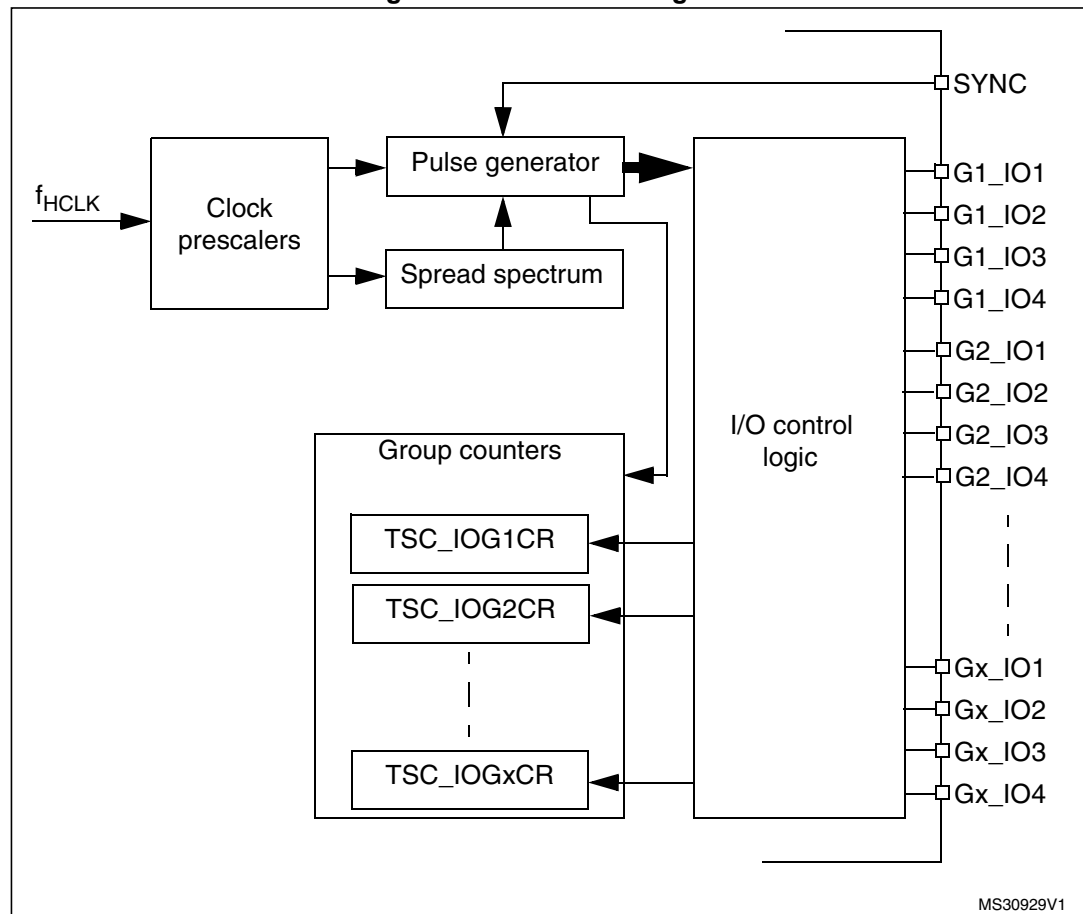 SYNC
Pulse generator
G1_IO1
fHCLK
Clock
prescalers
G1_IO2
G1_IO3
Spread spectrum
G1_IO4
G2_IO1
G2_IO2
I/O control
logic
G2_IO3
Group counters
G2_IO4
TSC_IOG1CR
TSC_IOG2CR
Gx_IO1
Gx_IO2
Gx_IO3
TSC_IOGxCR
Gx_IO4
MS30929V1